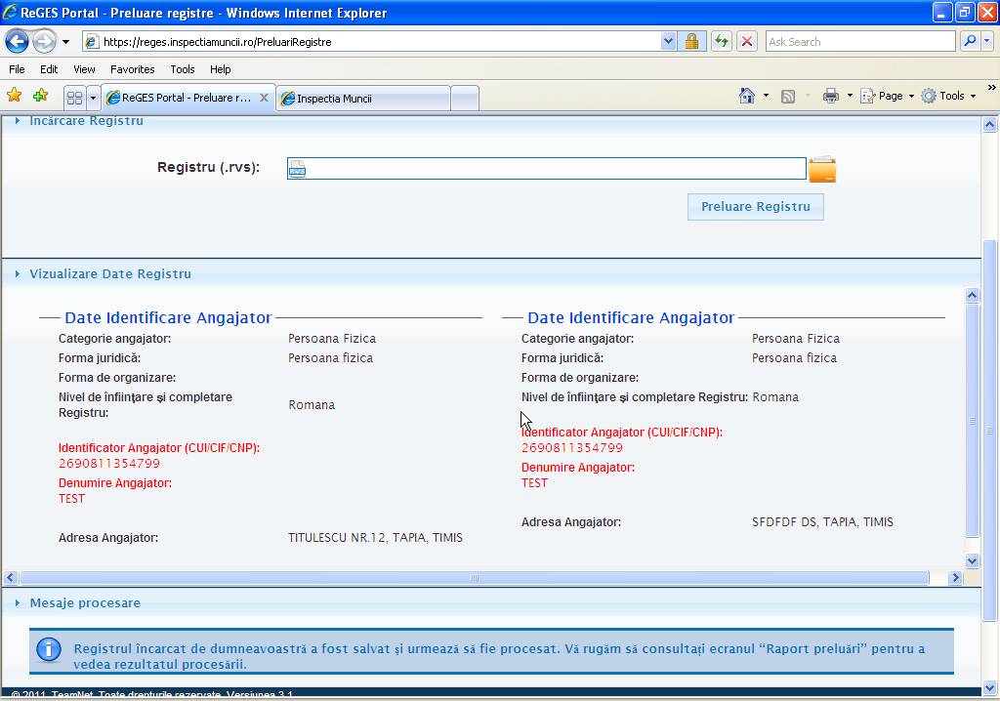 ReGES Portal - Preluare registre - Windows Internet Explorer
https://reges.inspectiamuncii.ro/PreluariRegistre
Ask Search
File Edit View Favorites Tools Help
ReGES Portal - Preluare r...
Inspectia Muncii
Page
Tools
Încărcare Registru
Registru (.rvs):
RVS
Preluare Registru
Vizualizare Date Registru
Date Identificare Angajator
Categorie angajator: Persoana Fizica
Forma juridică: Persoana fizica
Forma de organizare:
Nivel de înființare și completare
Registru: Romana
Identificator Angajator (CUI/CIF/CNP):
2690811354799
Denumire Angajator:
TEST
Adresa Angajator: TITULESCU NR.12, TAPIA, TIMIS
Date Identificare Angajator
Categorie angajator: Persoana Fizica
Forma juridică: Persoana fizica
Forma de organizare:
Nivel de înființare și completare Registru: Romana
Identificator Angajator (CUI/CIF/CNP):
2690811354799
Denumire Angajator:
TEST
Adresa Angajator: SFDFDF DS, TAPIA, TIMIS
Mesaje procesare
Registrul încarcat de dumneavoastră a fost salvat și urmează să fie procesat. Vă rugăm să consultați ecranul “Raport preluări” pentru a
vedea rezultatul procesării.
© 2011, TeamNet. Toate drepturile rezervate. Versiunea 3.1